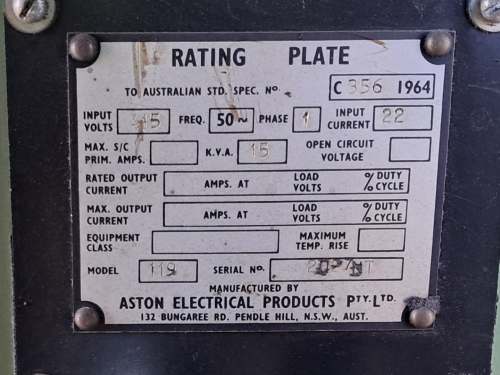 RATING PLATE
TO AUSTRALIAN STD. SPEC. No. C 356 1964
INPUT VOLTS FREQ. 50~ PHASE 1 INPUT CURRENT 22
MAX. S/C PRIM. AMPS. K.V.A. 15 OPEN CIRCUIT VOLTAGE
RATED OUTPUT CURRENT AMPS. AT LOAD VOLTS % DUTY CYCLE
MAX. OUTPUT CURRENT AMPS. AT LOAD VOLTS % DUTY CYCLE
EQUIPMENT CLASS MAXIMUM TEMP. RISE
MODEL 119 SERIAL No.
MANUFACTURED BY
ASTON ELECTRICAL PRODUCTS PTY. LTD.
132 BUNGAREE RD. PENDLE HILL, N.S.W., AUST.